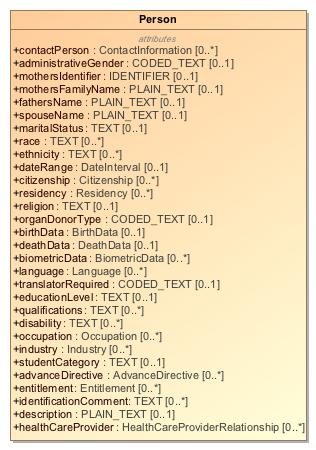 Person
attributes
+contactPerson : ContactInformation [0..*]
+administrativeGender : CODED_TEXT [0..1]
+mothersIdentifier : IDENTIFIER [0..1]
+mothersFamilyName : PLAIN_TEXT [0..1]
+fathersName : PLAIN_TEXT [0..1]
+spouseName : PLAIN_TEXT [0..1]
+maritalStatus : TEXT [0..1]
+race : TEXT [0..*]
+ethnicity : TEXT [0..*]
+dateRange : DateInterval [0..1]
+citizenship : Citizenship [0..*]
+residency : Residency [0..*]
+religion : TEXT [0..1]
+organDonorType : CODED_TEXT [0..1]
+birthData : BirthData [0..1]
+deathData : DeathData [0..1]
+biometricData : BiometricData [0..*]
+language : Language [0..*]
+translatorRequired : CODED_TEXT [0..1]
+educationLevel : TEXT [0..1]
+qualifications : TEXT [0..*]
+disability : TEXT [0..*]
+occupation : Occupation [0..*]
+industry : Industry [0..*]
+studentCategory : TEXT [0..1]
+advanceDirective : AdvanceDirective [0..*]
+entitlement : Entitlement [0..*]
+identificationComment : TEXT [0..*]
+description : PLAIN_TEXT [0..1]
+healthCareProvider : HealthCareProviderRelationship [0..*]